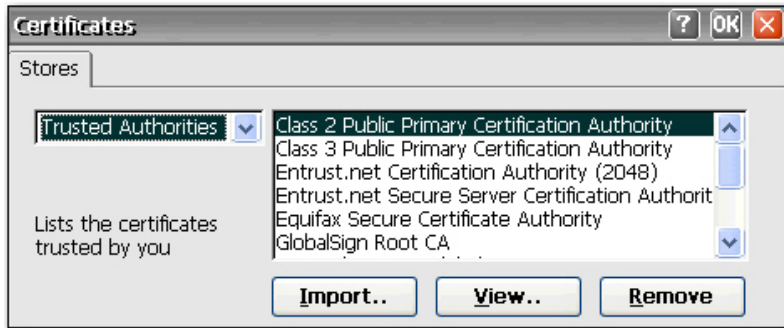 Certificates
? OK X
Stores
Trusted Authorities
Class 2 Public Primary Certification Authority
Class 3 Public Primary Certification Authority
Entrust.net Certification Authority (2048)
Entrust.net Secure Server Certification Authorit
Equifax Secure Certificate Authority
GlobalSign Root CA
Lists the certificates
trusted by you
Import.. View.. Remove